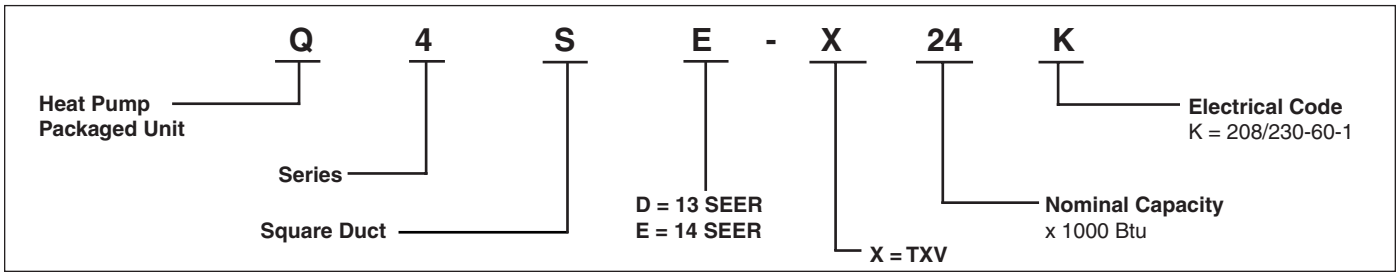 Q 4 S E - X 24 K
Heat Pump
Packaged Unit
Series
Square Duct
D = 13 SEER
E = 14 SEER
X = TXV
Nominal Capacity
x 1000 Btu
Electrical Code
K = 208/230-60-1